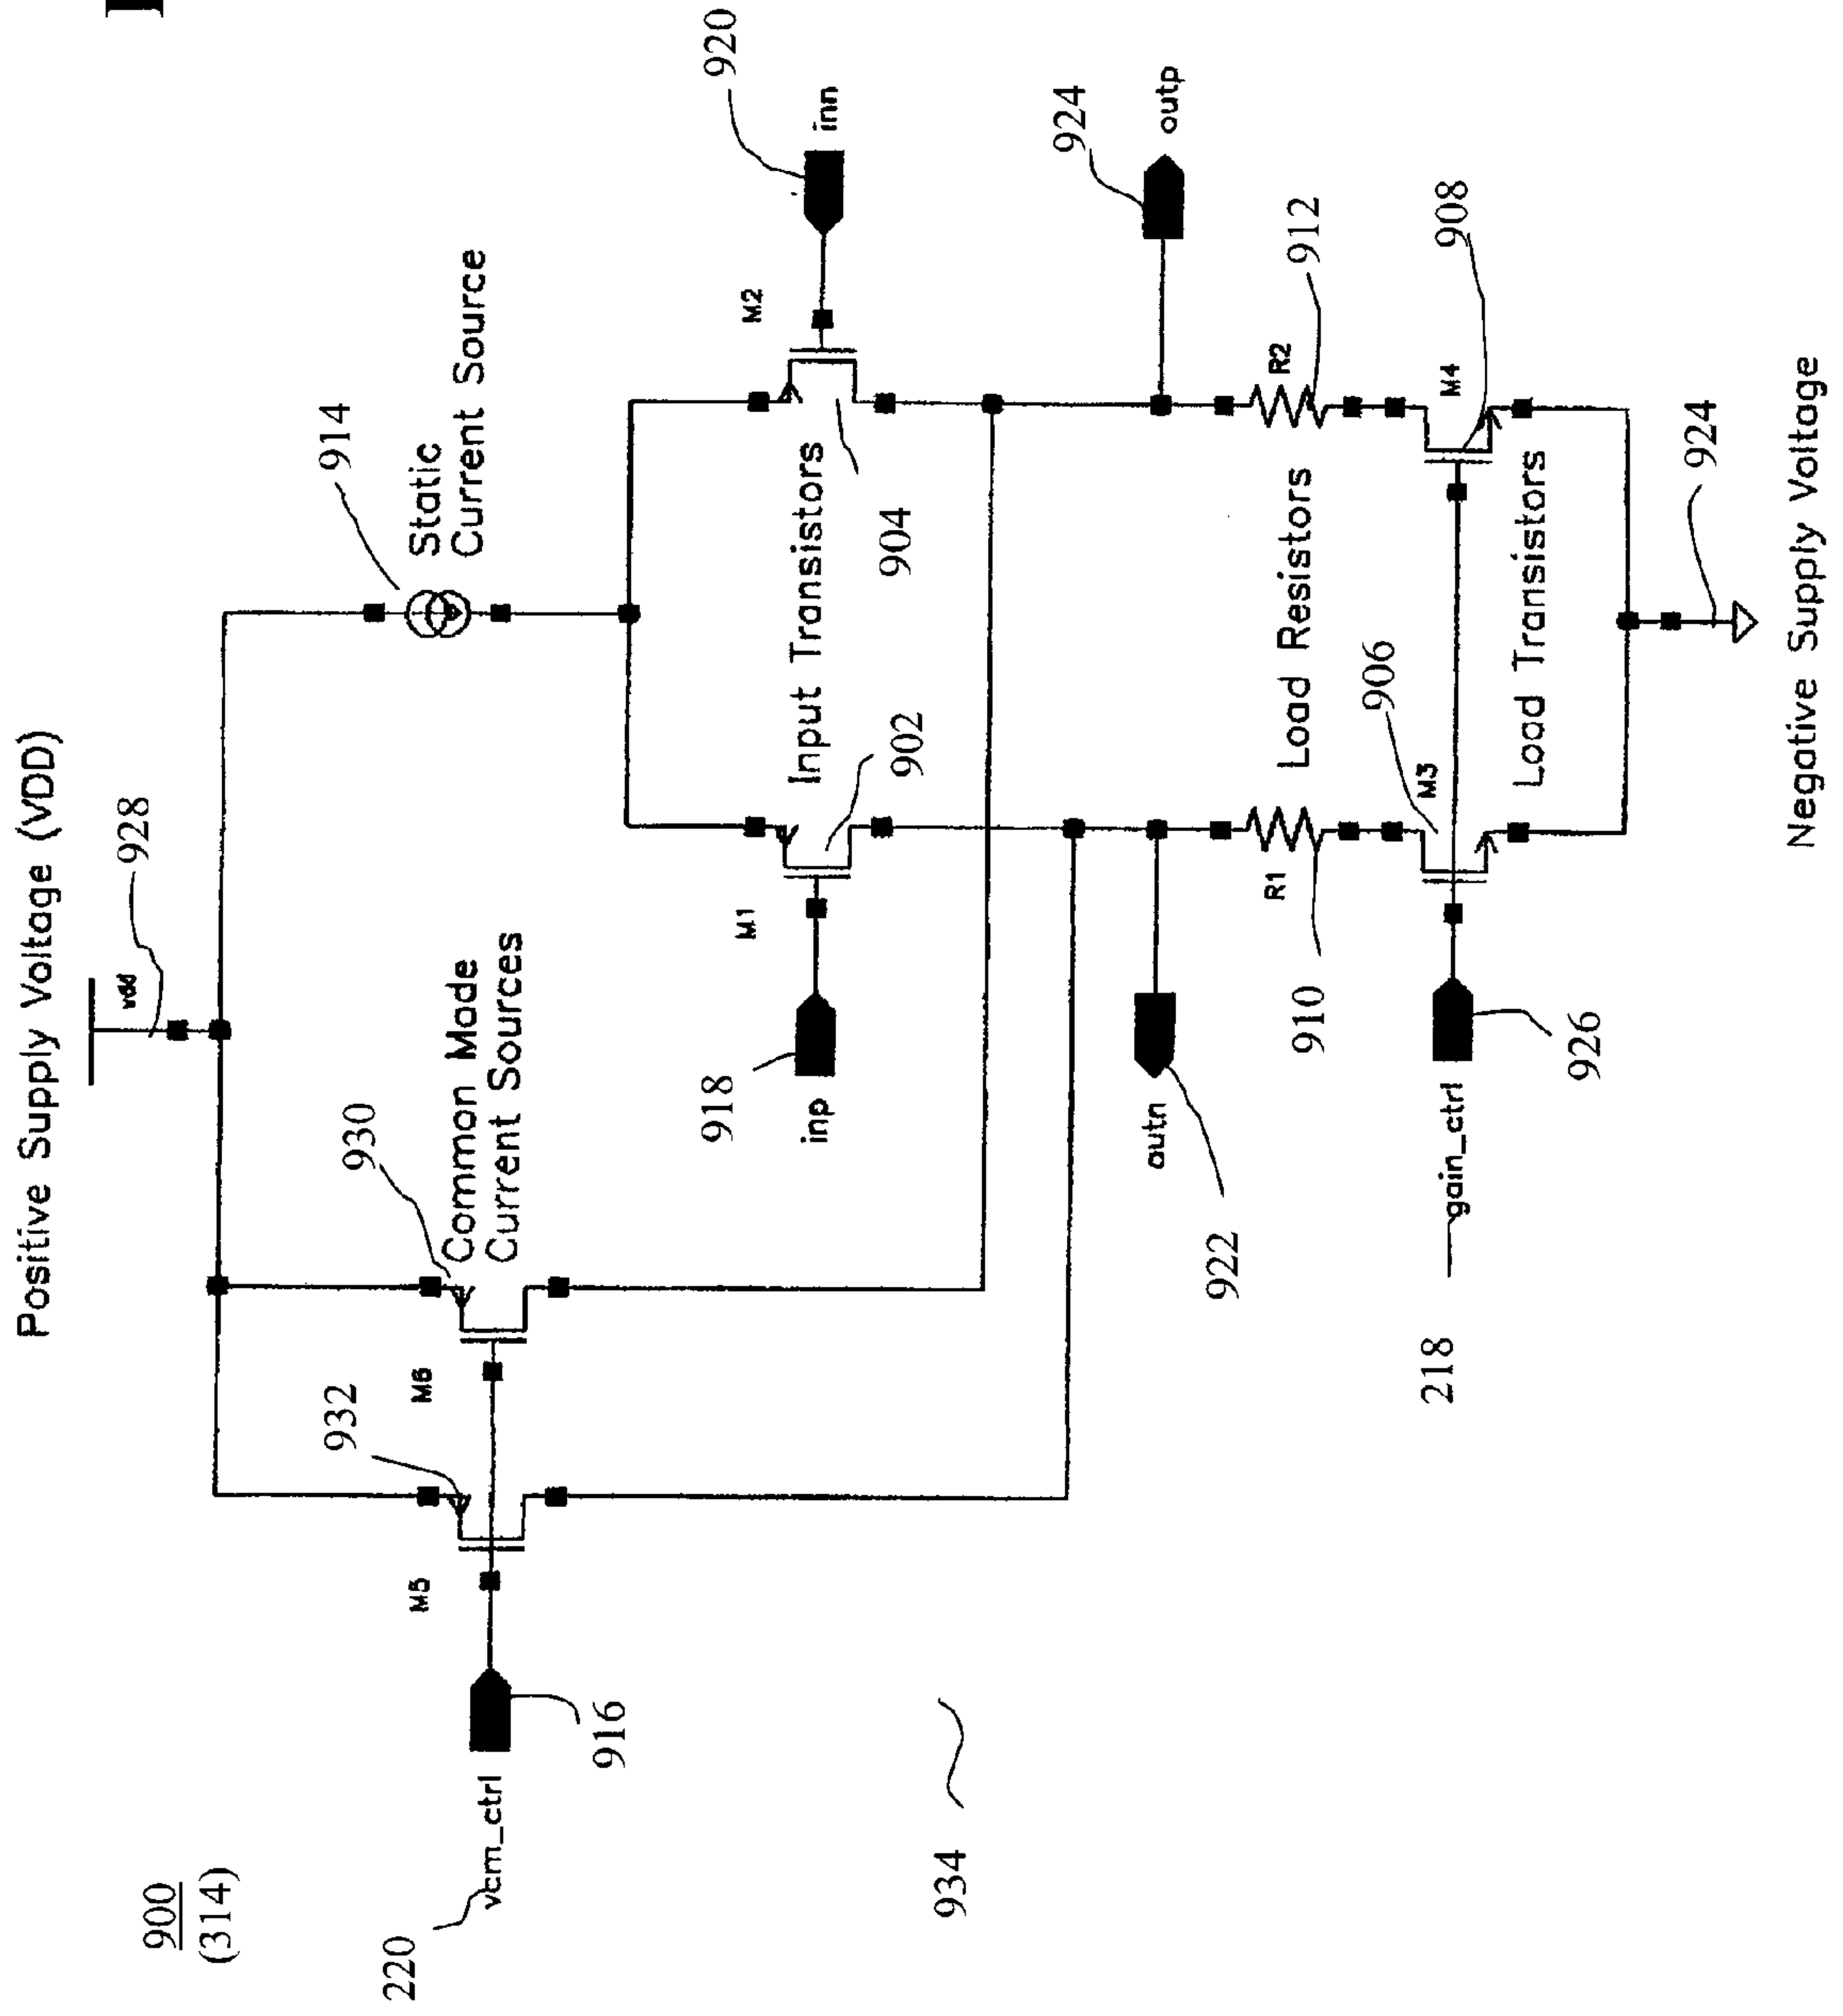 Positive Supply Voltage (VDD)
900
(314)
vdd
928
932
930
914
220
vcm_ctrl
916
M5
M6
Common Mode
Current Sources
Static
Current Source
918
inp
M1
M2
920
inn
Input Transistors
902
904
934
922
outn
924
outp
910
R1
R2
912
Load Resistors
218
gain_ctrl
926
906
M3
M4
908
Load Transistors
924
Negative Supply Voltage